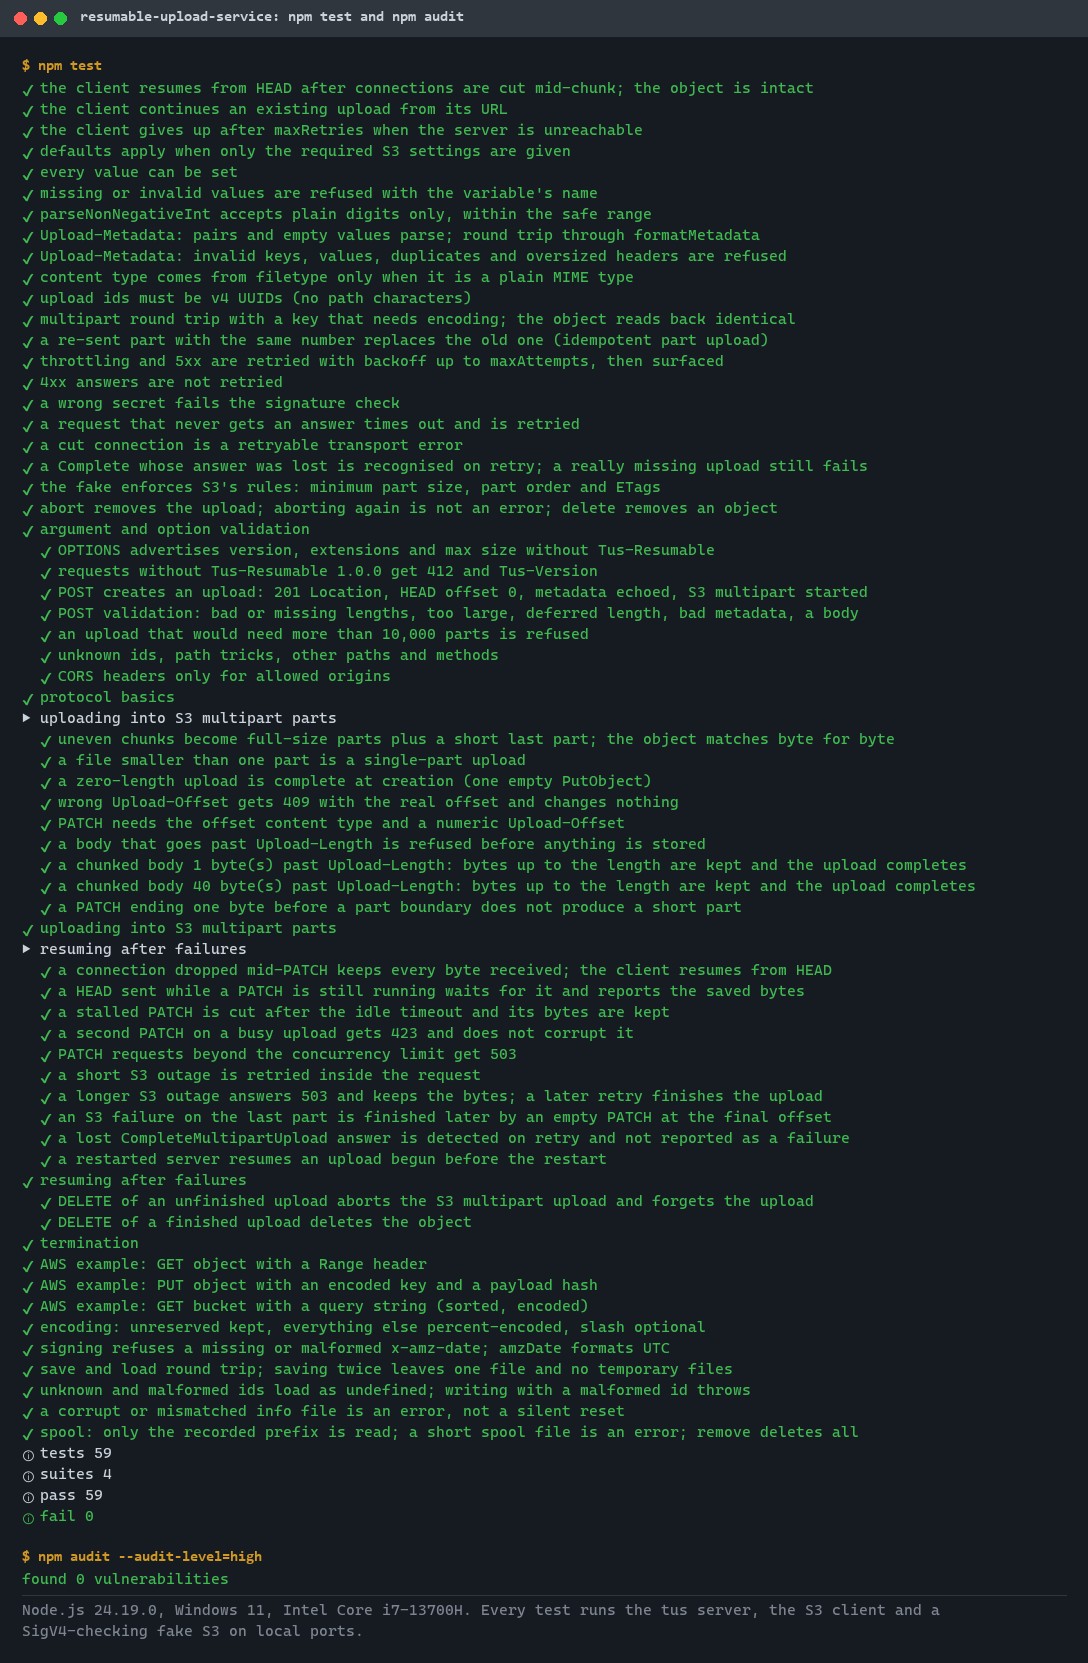 resumable-upload-service: npm test and npm audit
$ npm test
✓ the client resumes from HEAD after connections are cut mid-chunk; the object is intact
✓ the client continues an existing upload from its URL
✓ the client gives up after maxRetries when the server is unreachable
✓ defaults apply when only the required S3 settings are given
✓ every value can be set
✓ missing or invalid values are refused with the variable's name
✓ parseNonNegativeInt accepts plain digits only, within the safe range
✓ Upload-Metadata: pairs and empty values parse; round trip through formatMetadata
✓ Upload-Metadata: invalid keys, values, duplicates and oversized headers are refused
✓ content type comes from filetype only when it is a plain MIME type
✓ upload ids must be v4 UUIDs (no path characters)
✓ multipart round trip with a key that needs encoding; the object reads back identical
✓ a re-sent part with the same number replaces the old one (idempotent part upload)
✓ throttling and 5xx are retried with backoff up to maxAttempts, then surfaced
✓ 4xx answers are not retried
✓ a wrong secret fails the signature check
✓ a request that never gets an answer times out and is retried
✓ a cut connection is a retryable transport error
✓ a Complete whose answer was lost is recognised on retry; a really missing upload still fails
✓ the fake enforces S3's rules: minimum part size, part order and ETags
✓ abort removes the upload; aborting again is not an error; delete removes an object
✓ argument and option validation
✓ OPTIONS advertises version, extensions and max size without Tus-Resumable
✓ requests without Tus-Resumable 1.0.0 get 412 and Tus-Version
✓ POST creates an upload: 201 Location, HEAD offset 0, metadata echoed, S3 multipart started
✓ POST validation: bad or missing lengths, too large, deferred length, bad metadata, a body
✓ an upload that would need more than 10,000 parts is refused
✓ unknown ids, path tricks, other paths and methods
✓ CORS headers only for allowed origins
✓ protocol basics
▶ uploading into S3 multipart parts
✓ uneven chunks become full-size parts plus a short last part; the object matches byte for byte
✓ a file smaller than one part is a single-part upload
✓ a zero-length upload is complete at creation (one empty PutObject)
✓ wrong Upload-Offset gets 409 with the real offset and changes nothing
✓ PATCH needs the offset content type and a numeric Upload-Offset
✓ a body that goes past Upload-Length is refused before anything is stored
✓ a chunked body 1 byte(s) past Upload-Length: bytes up to the length are kept and the upload completes
✓ a chunked body 40 byte(s) past Upload-Length: bytes up to the length are kept and the upload completes
✓ a PATCH ending one byte before a part boundary does not produce a short part
✓ uploading into S3 multipart parts
▶ resuming after failures
✓ a connection dropped mid-PATCH keeps every byte received; the client resumes from HEAD
✓ a HEAD sent while a PATCH is still running waits for it and reports the saved bytes
✓ a stalled PATCH is cut after the idle timeout and its bytes are kept
✓ a second PATCH on a busy upload gets 423 and does not corrupt it
✓ PATCH requests beyond the concurrency limit get 503
✓ a short S3 outage is retried inside the request
✓ a longer S3 outage answers 503 and keeps the bytes; a later retry finishes the upload
✓ an S3 failure on the last part is finished later by an empty PATCH at the final offset
✓ a lost CompleteMultipartUpload answer is detected on retry and not reported as a failure
✓ a restarted server resumes an upload begun before the restart
✓ resuming after failures
✓ DELETE of an unfinished upload aborts the S3 multipart upload and forgets the upload
✓ DELETE of a finished upload deletes the object
✓ termination
✓ AWS example: GET object with a Range header
✓ AWS example: PUT object with an encoded key and a payload hash
✓ AWS example: GET bucket with a query string (sorted, encoded)
✓ encoding: unreserved kept, everything else percent-encoded, slash optional
✓ signing refuses a missing or malformed x-amz-date; amzDate formats UTC
✓ save and load round trip; saving twice leaves one file and no temporary files
✓ unknown and malformed ids load as undefined; writing with a malformed id throws
✓ a corrupt or mismatched info file is an error, not a silent reset
✓ spool: only the recorded prefix is read; a short spool file is an error; remove deletes all
ⓘ tests 59
ⓘ suites 4
ⓘ pass 59
ⓘ fail 0
$ npm audit --audit-level=high
found 0 vulnerabilities
Node.js 24.19.0, Windows 11, Intel Core i7-13700H. Every test runs the tus server, the S3 client and a
SigV4-checking fake S3 on local ports.